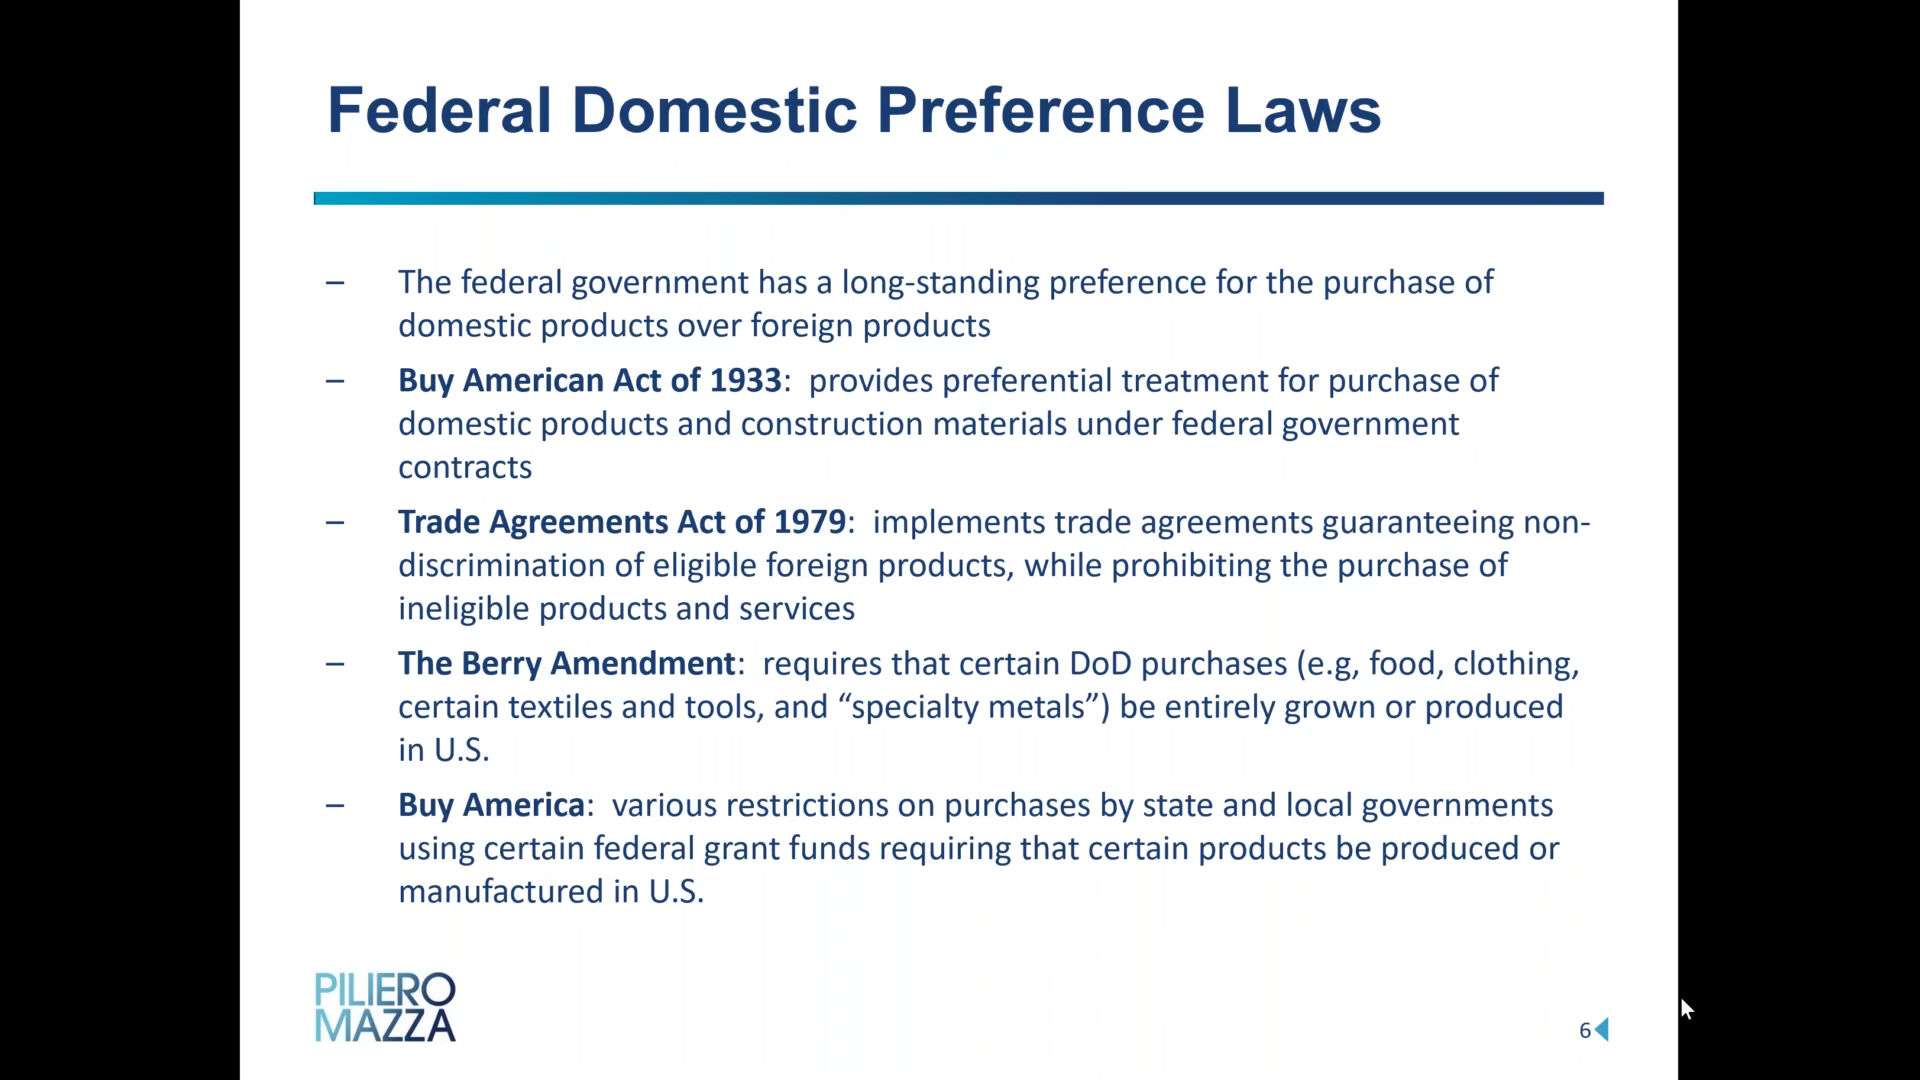 Federal Domestic Preference Laws
– The federal government has a long-standing preference for the purchase of
domestic products over foreign products
– Buy American Act of 1933:  provides preferential treatment for purchase of
domestic products and construction materials under federal government
contracts
– Trade Agreements Act of 1979:  implements trade agreements guaranteeing non-
discrimination of eligible foreign products, while prohibiting the purchase of
ineligible products and services
– The Berry Amendment:  requires that certain DoD purchases (e.g, food, clothing,
certain textiles and tools, and “specialty metals”) be entirely grown or produced
in U.S.
– Buy America:  various restrictions on purchases by state and local governments
using certain federal grant funds requiring that certain products be produced or
manufactured in U.S.
PILIERO
MAZZA
6